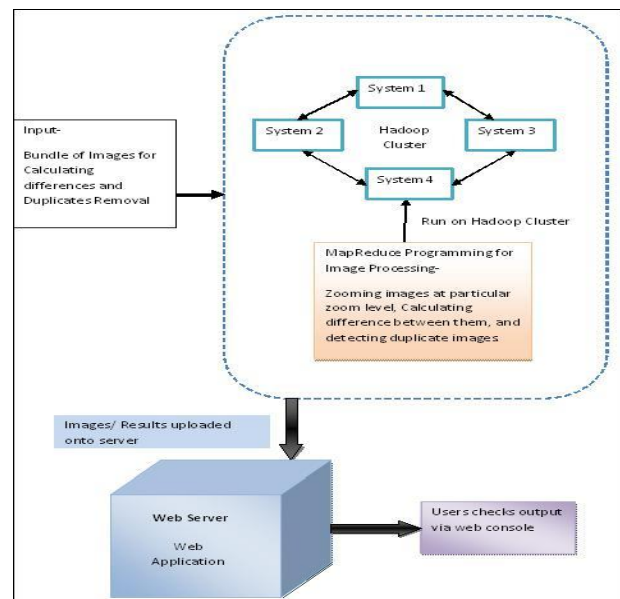 Input-
Bundle of Images for
Calculating
differences and
Duplicates Removal
System 1
System 2
Hadoop
Cluster
System 3
System 4
Run on Hadoop Cluster
MapReduce Programming for
Image Processing-
Zooming images at particular
zoom level, Calculating
difference between them, and
detecting duplicate images
Images/ Results uploaded
onto server
Web Server
Web
Application
Users checks output
via web console